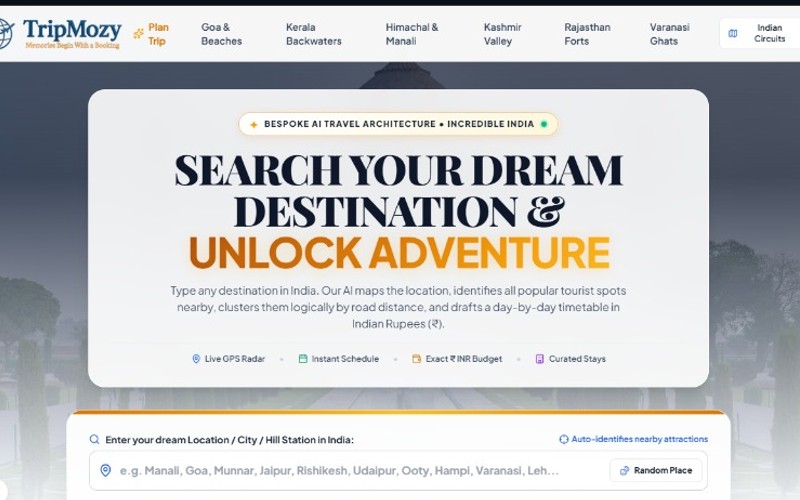 TripMozy
Memories Begin With a Booking
Plan
Trip
Goa &
Beaches
Kerala
Backwaters
Himachal &
Manali
Kashmir
Valley
Rajasthan
Forts
Varanasi
Ghats
Indian
Circuits
BESPOKE AI TRAVEL ARCHITECTURE • INCREDIBLE INDIA
SEARCH YOUR DREAM
DESTINATION &
UNLOCK ADVENTURE
Type any destination in India. Our AI maps the location, identifies all popular tourist spots
nearby, clusters them logically by road distance, and drafts a day-by-day timetable in
Indian Rupees (₹).
Live GPS Radar • Instant Schedule • Exact ₹ INR Budget • Curated Stays
Enter your dream Location / City / Hill Station in India:
Auto-identifies nearby attractions
e.g. Manali, Goa, Munnar, Jaipur, Rishikesh, Udaipur, Ooty, Hampi, Varanasi, Leh...
Random Place